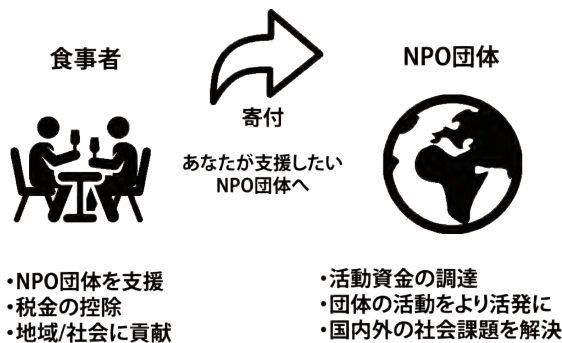 食事者
NPO団体
寄付
あなたが支援したい
NPO団体へ
・NPO団体を支援
・税金の控除
・地域/社会に貢献
・活動資金の調達
・団体の活動をより活発に
・国内外の社会課題を解決